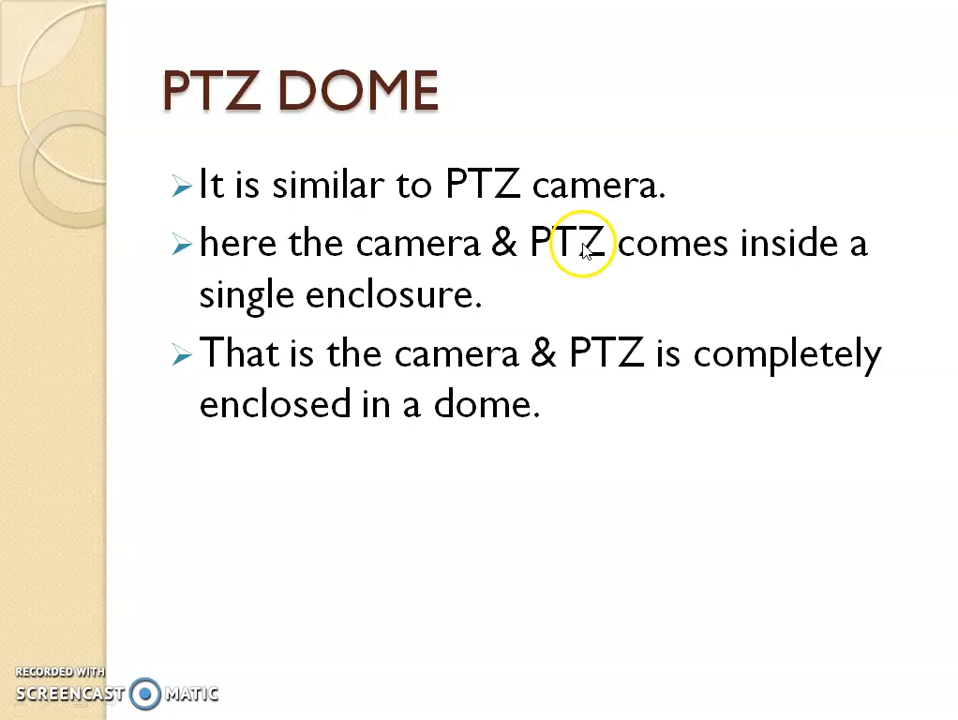 PTZ DOME
It is similar to PTZ camera.
here the camera & PTZ comes inside a
single enclosure.
That is the camera & PTZ is completely
enclosed in a dome.
RECORDED WITH
SCREENCAST MATIC